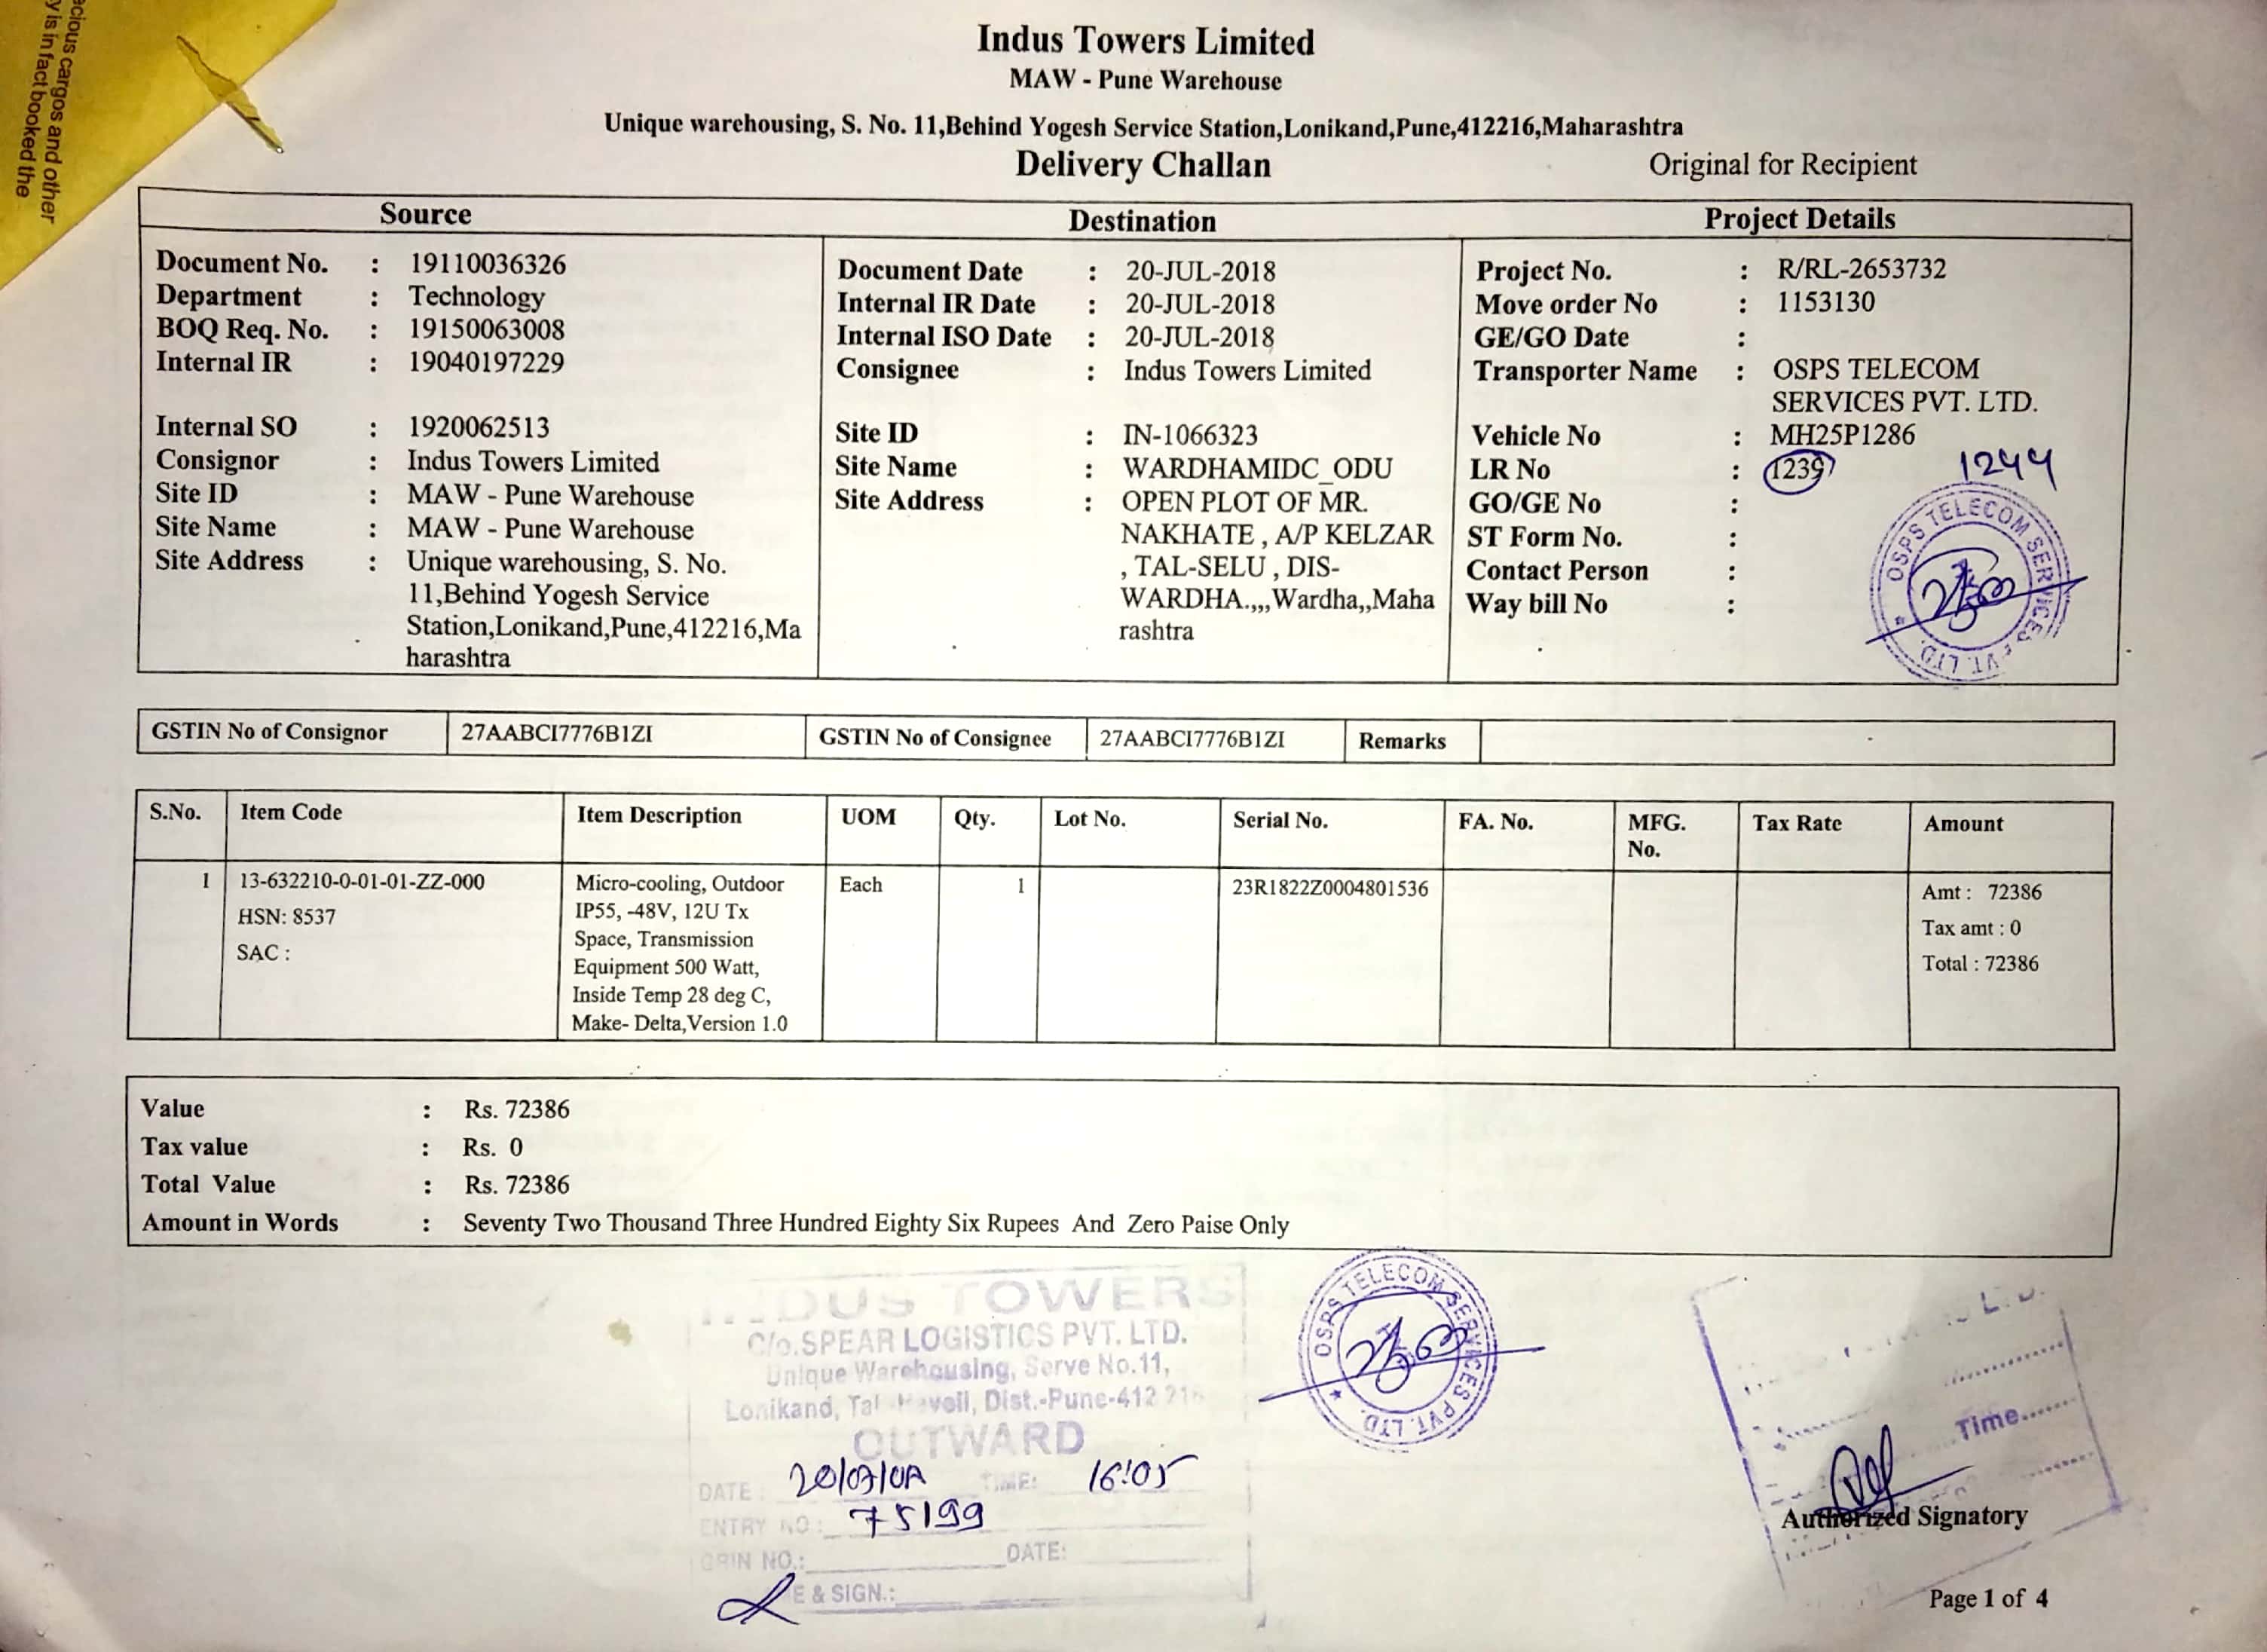 ecious cargos and other
y is in fact booked the
Indus Towers Limited
MAW - Pune Warehouse
Unique warehousing, S. No. 11,Behind Yogesh Service Station,Lonikand,Pune,412216,Maharashtra
Delivery Challan
Original for Recipient
Source
Document No. : 19110036326
Department : Technology
BOQ Req. No. : 19150063008
Internal IR : 19040197229
Internal SO : 1920062513
Consignor : Indus Towers Limited
Site ID : MAW - Pune Warehouse
Site Name : MAW - Pune Warehouse
Site Address : Unique warehousing, S. No.
11,Behind Yogesh Service
Station,Lonikand,Pune,412216,Ma
harashtra
Destination
Document Date : 20-JUL-2018
Internal IR Date : 20-JUL-2018
Internal ISO Date : 20-JUL-2018
Consignee : Indus Towers Limited
Site ID : IN-1066323
Site Name : WARDHAMIDC_ODU
Site Address : OPEN PLOT OF MR.
NAKHATE , A/P KELZAR
, TAL-SELU , DIS-
WARDHA.,,,Wardha,,Maha
rashtra
Project Details
Project No. : R/RL-2653732
Move order No : 1153130
GE/GO Date :
Transporter Name : OSPS TELECOM
SERVICES PVT. LTD.
Vehicle No : MH25P1286
LR No : 1239 1244
GO/GE No :
ST Form No. :
Contact Person :
Way bill No :
OSPS TELECOM SERVICES PVT. LTD.
GSTIN No of Consignor 27AABCI7776B1ZI GSTIN No of Consignee 27AABCI7776B1ZI Remarks
S.No. Item Code Item Description UOM Qty. Lot No. Serial No. FA. No. MFG. No. Tax Rate Amount
1 13-632210-0-01-01-ZZ-000 Micro-cooling, Outdoor Each 1 23R1822Z0004801536 Amt : 72386
HSN: 8537 IP55, -48V, 12U Tx Tax amt : 0
SAC : Space, Transmission Total : 72386
Equipment 500 Watt,
Inside Temp 28 deg C,
Make- Delta,Version 1.0
Value : Rs. 72386
Tax value : Rs. 0
Total Value : Rs. 72386
Amount in Words : Seventy Two Thousand Three Hundred Eighty Six Rupees And Zero Paise Only
INDUS TOWERS
C/o.SPEAR LOGISTICS PVT. LTD.
Unique Warehousing, Serve No.11,
Lonikand, Tal Haveli, Dist.-Pune-412 216
OUTWARD
DATE : TIME: 16:05
ENTRY NO : 75199
GRIN NO.: DATE:
& SIGN.:
OSPS TELECOM SERVICES PVT. LTD.
Time
Authorized Signatory
Page 1 of 4